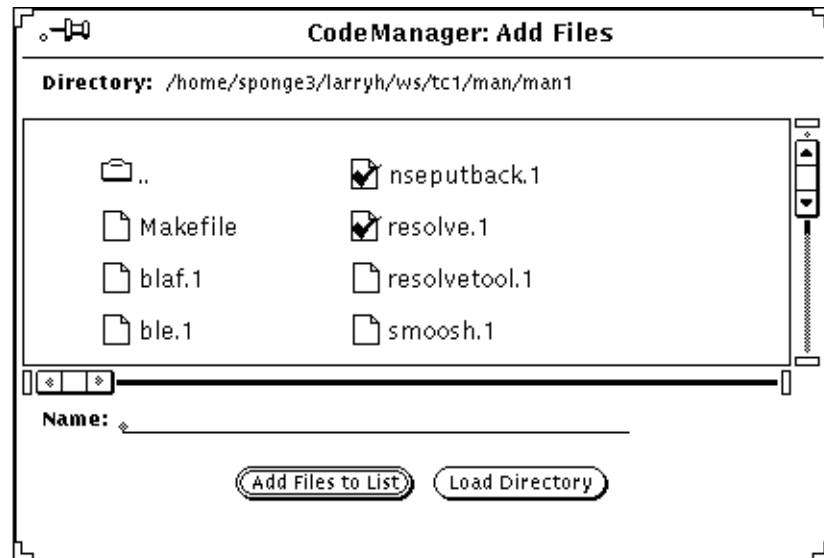 CodeManager: Add Files
Directory: /home/sponge3/larryh/ws/tc1/man/man1
.. nseputback.1
Makefile resolve.1
blaf.1 resolvetool.1
ble.1 smoosh.1
Name:
Add Files to List Load Directory